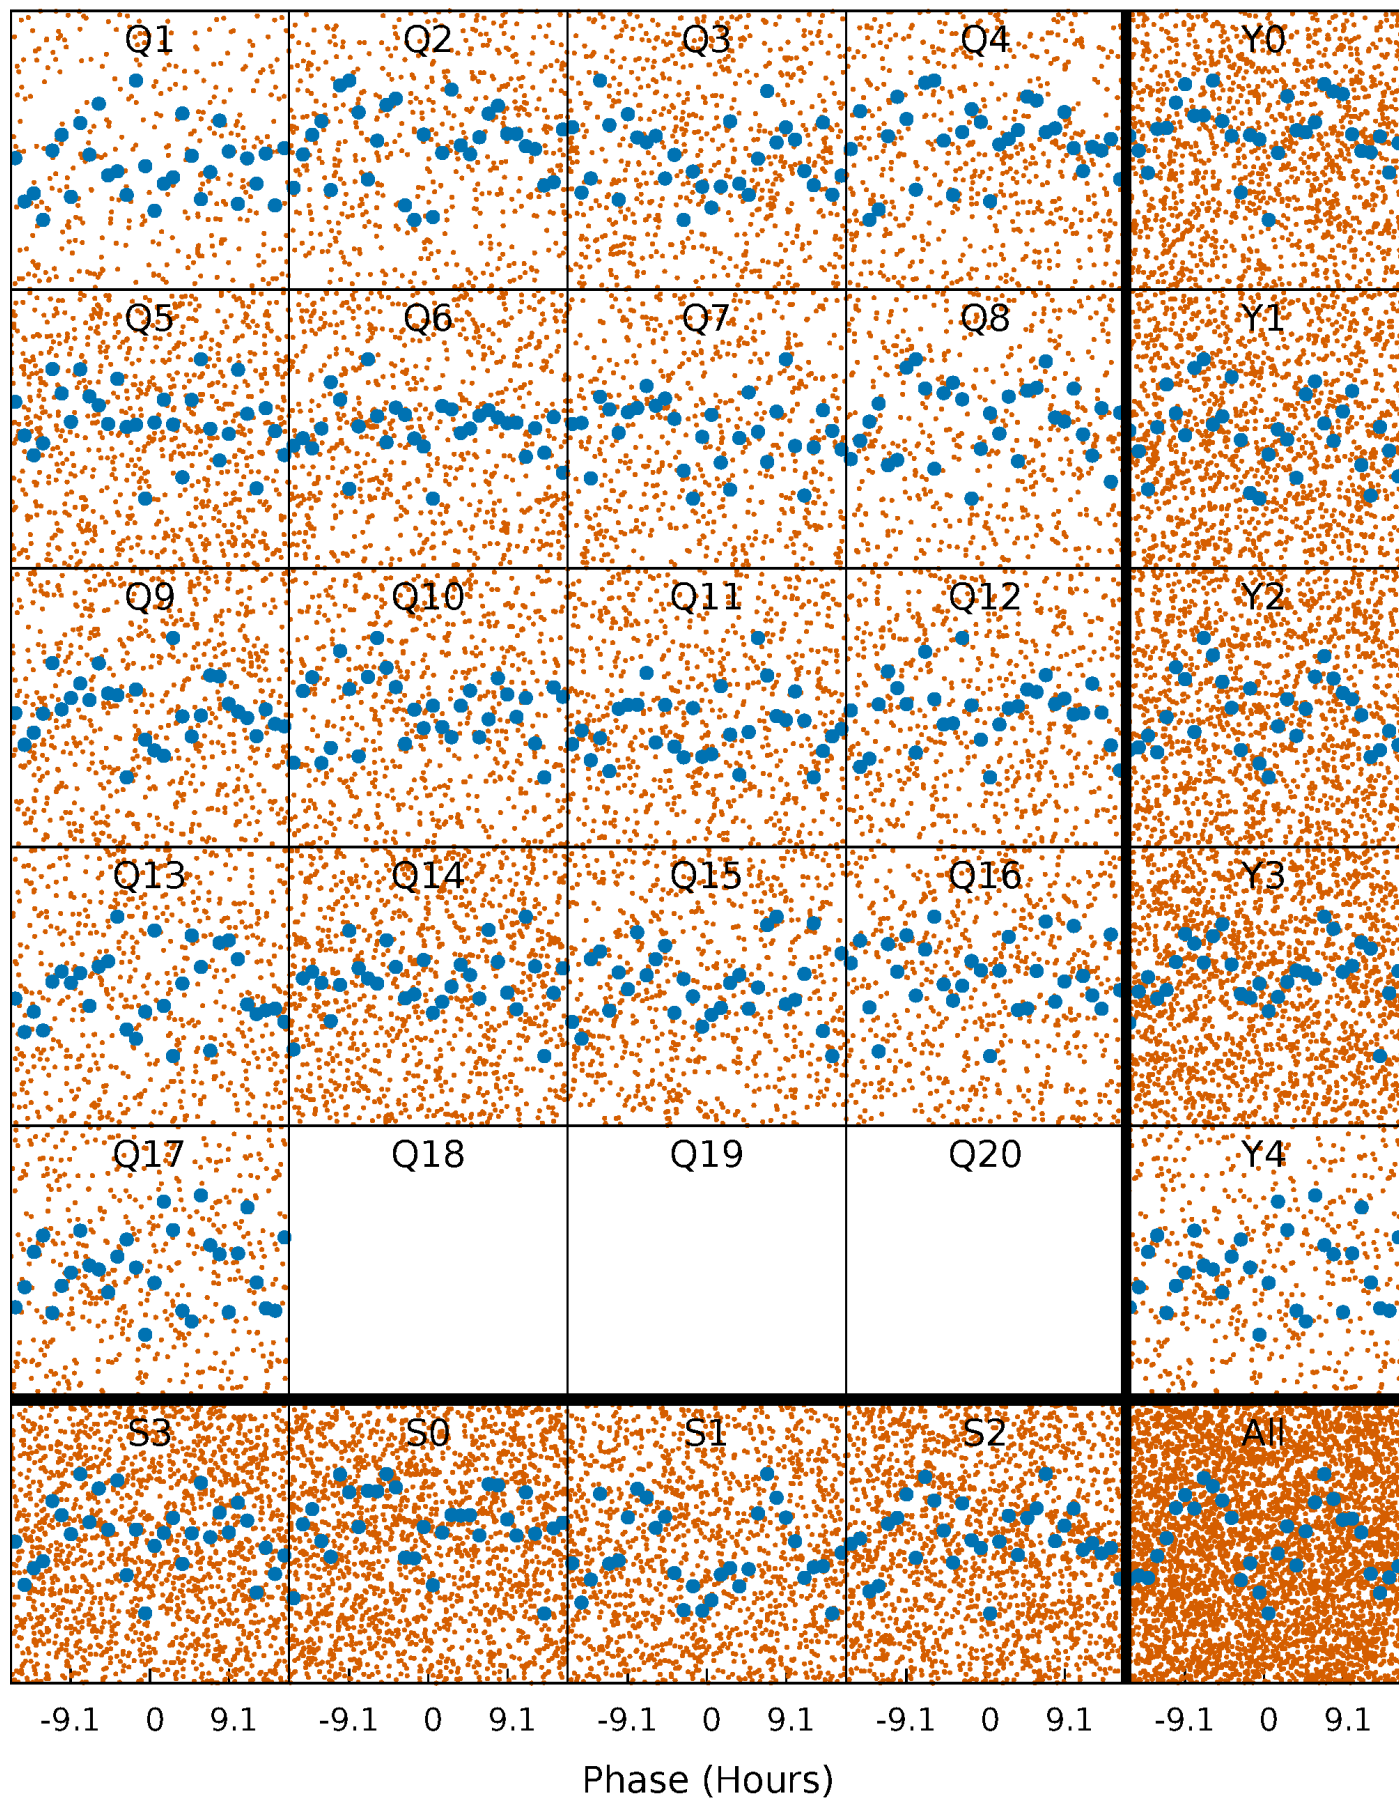 Q1 Q2 Q3 Q4 Y0
Q5 Q6 Q7 Q8 Y1
Q9 Q10 Q11 Q12 Y2
Q13 Q14 Q15 Q16 Y3
Q17 Q18 Q19 Q20 Y4
S3 S0 S1 S2 All
-9.1 0 9.1 -9.1 0 9.1 -9.1 0 9.1 -9.1 0 9.1 -9.1 0 9.1
Phase (Hours)